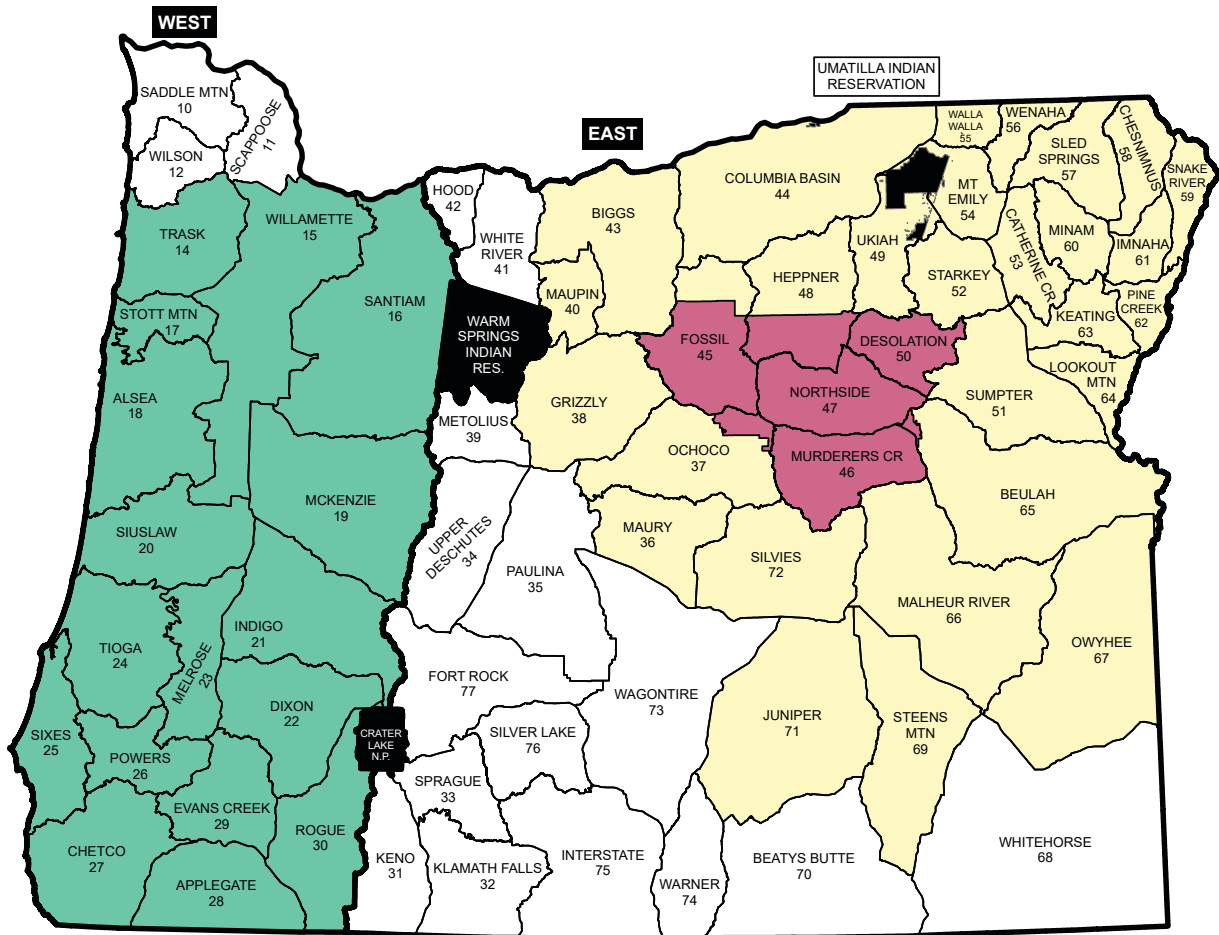 WEST
UMATILLA INDIAN
RESERVATION
EAST
SADDLE MTN
10
SCAPPOOSE
11
WILSON
12
TRASK
14
WILLAMETTE
15
SANTIAM
16
STOTT MTN
17
ALSEA
18
MCKENZIE
19
SIUSLAW
20
INDIGO
21
DIXON
22
MELROSE
23
TIOGA
24
SIXES
25
POWERS
26
CHETCO
27
APPLEGATE
28
EVANS CREEK
29
ROGUE
30
CRATER
LAKE
N.P.
KENO
31
KLAMATH FALLS
32
SPRAGUE
33
UPPER
DESCHUTES
34
PAULINA
35
MAURY
36
OCHOCO
37
GRIZZLY
38
METOLIUS
39
WARM
SPRINGS
INDIAN
RES.
MAUPIN
40
WHITE
RIVER
41
HOOD
42
BIGGS
43
COLUMBIA BASIN
44
FOSSIL
45
MURDERERS CR
46
NORTHSIDE
47
HEPPNER
48
UKIAH
49
DESOLATION
50
SUMPTER
51
STARKEY
52
CATHERINE CR
53
MT
EMILY
54
WALLA
WALLA
55
WENAHA
56
SLED
SPRINGS
57
CHESNIMNUS
58
SNAKE
RIVER
59
MINAM
60
IMNAHA
61
PINE
CREEK
62
KEATING
63
LOOKOUT
MTN
64
BEULAH
65
MALHEUR RIVER
66
OWYHEE
67
WHITEHORSE
68
STEENS
MTN
69
BEATYS BUTTE
70
JUNIPER
71
SILVIES
72
WAGONTIRE
73
WARNER
74
INTERSTATE
75
SILVER LAKE
76
FORT ROCK
77